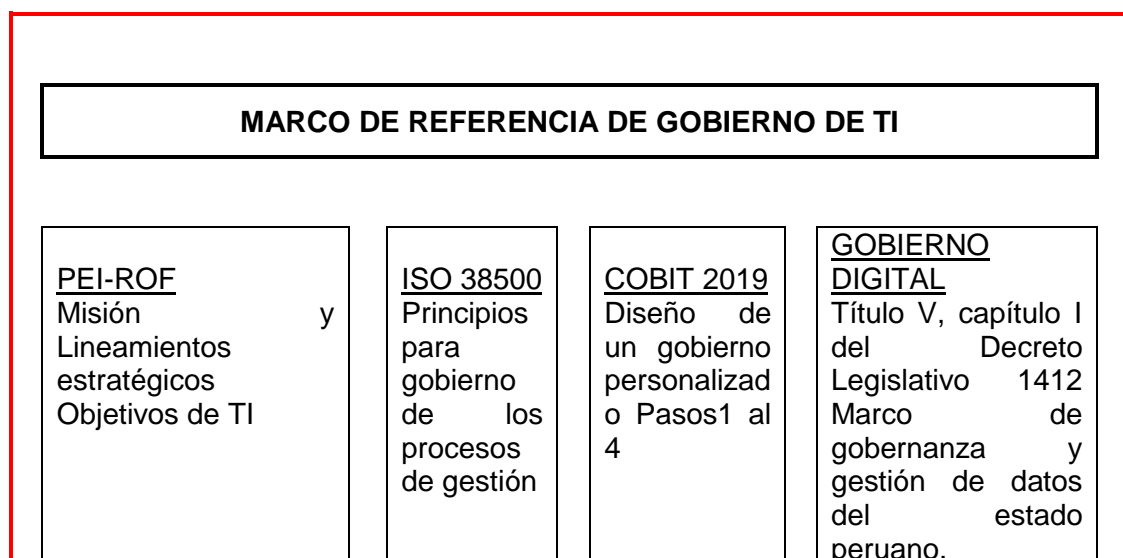 MARCO DE REFERENCIA DE GOBIERNO DE TI
PEI-ROF
Misión y
Lineamientos
estratégicos
Objetivos de TI
ISO 38500
Principios
para
gobierno
de los
procesos
de gestión
COBIT 2019
Diseño de
un gobierno
personalizad
o Pasos1 al
4
GOBIERNO
DIGITAL
Título V, capítulo I
del Decreto
Legislativo 1412
Marco de
gobernanza y
gestión de datos
del estado
peruano.